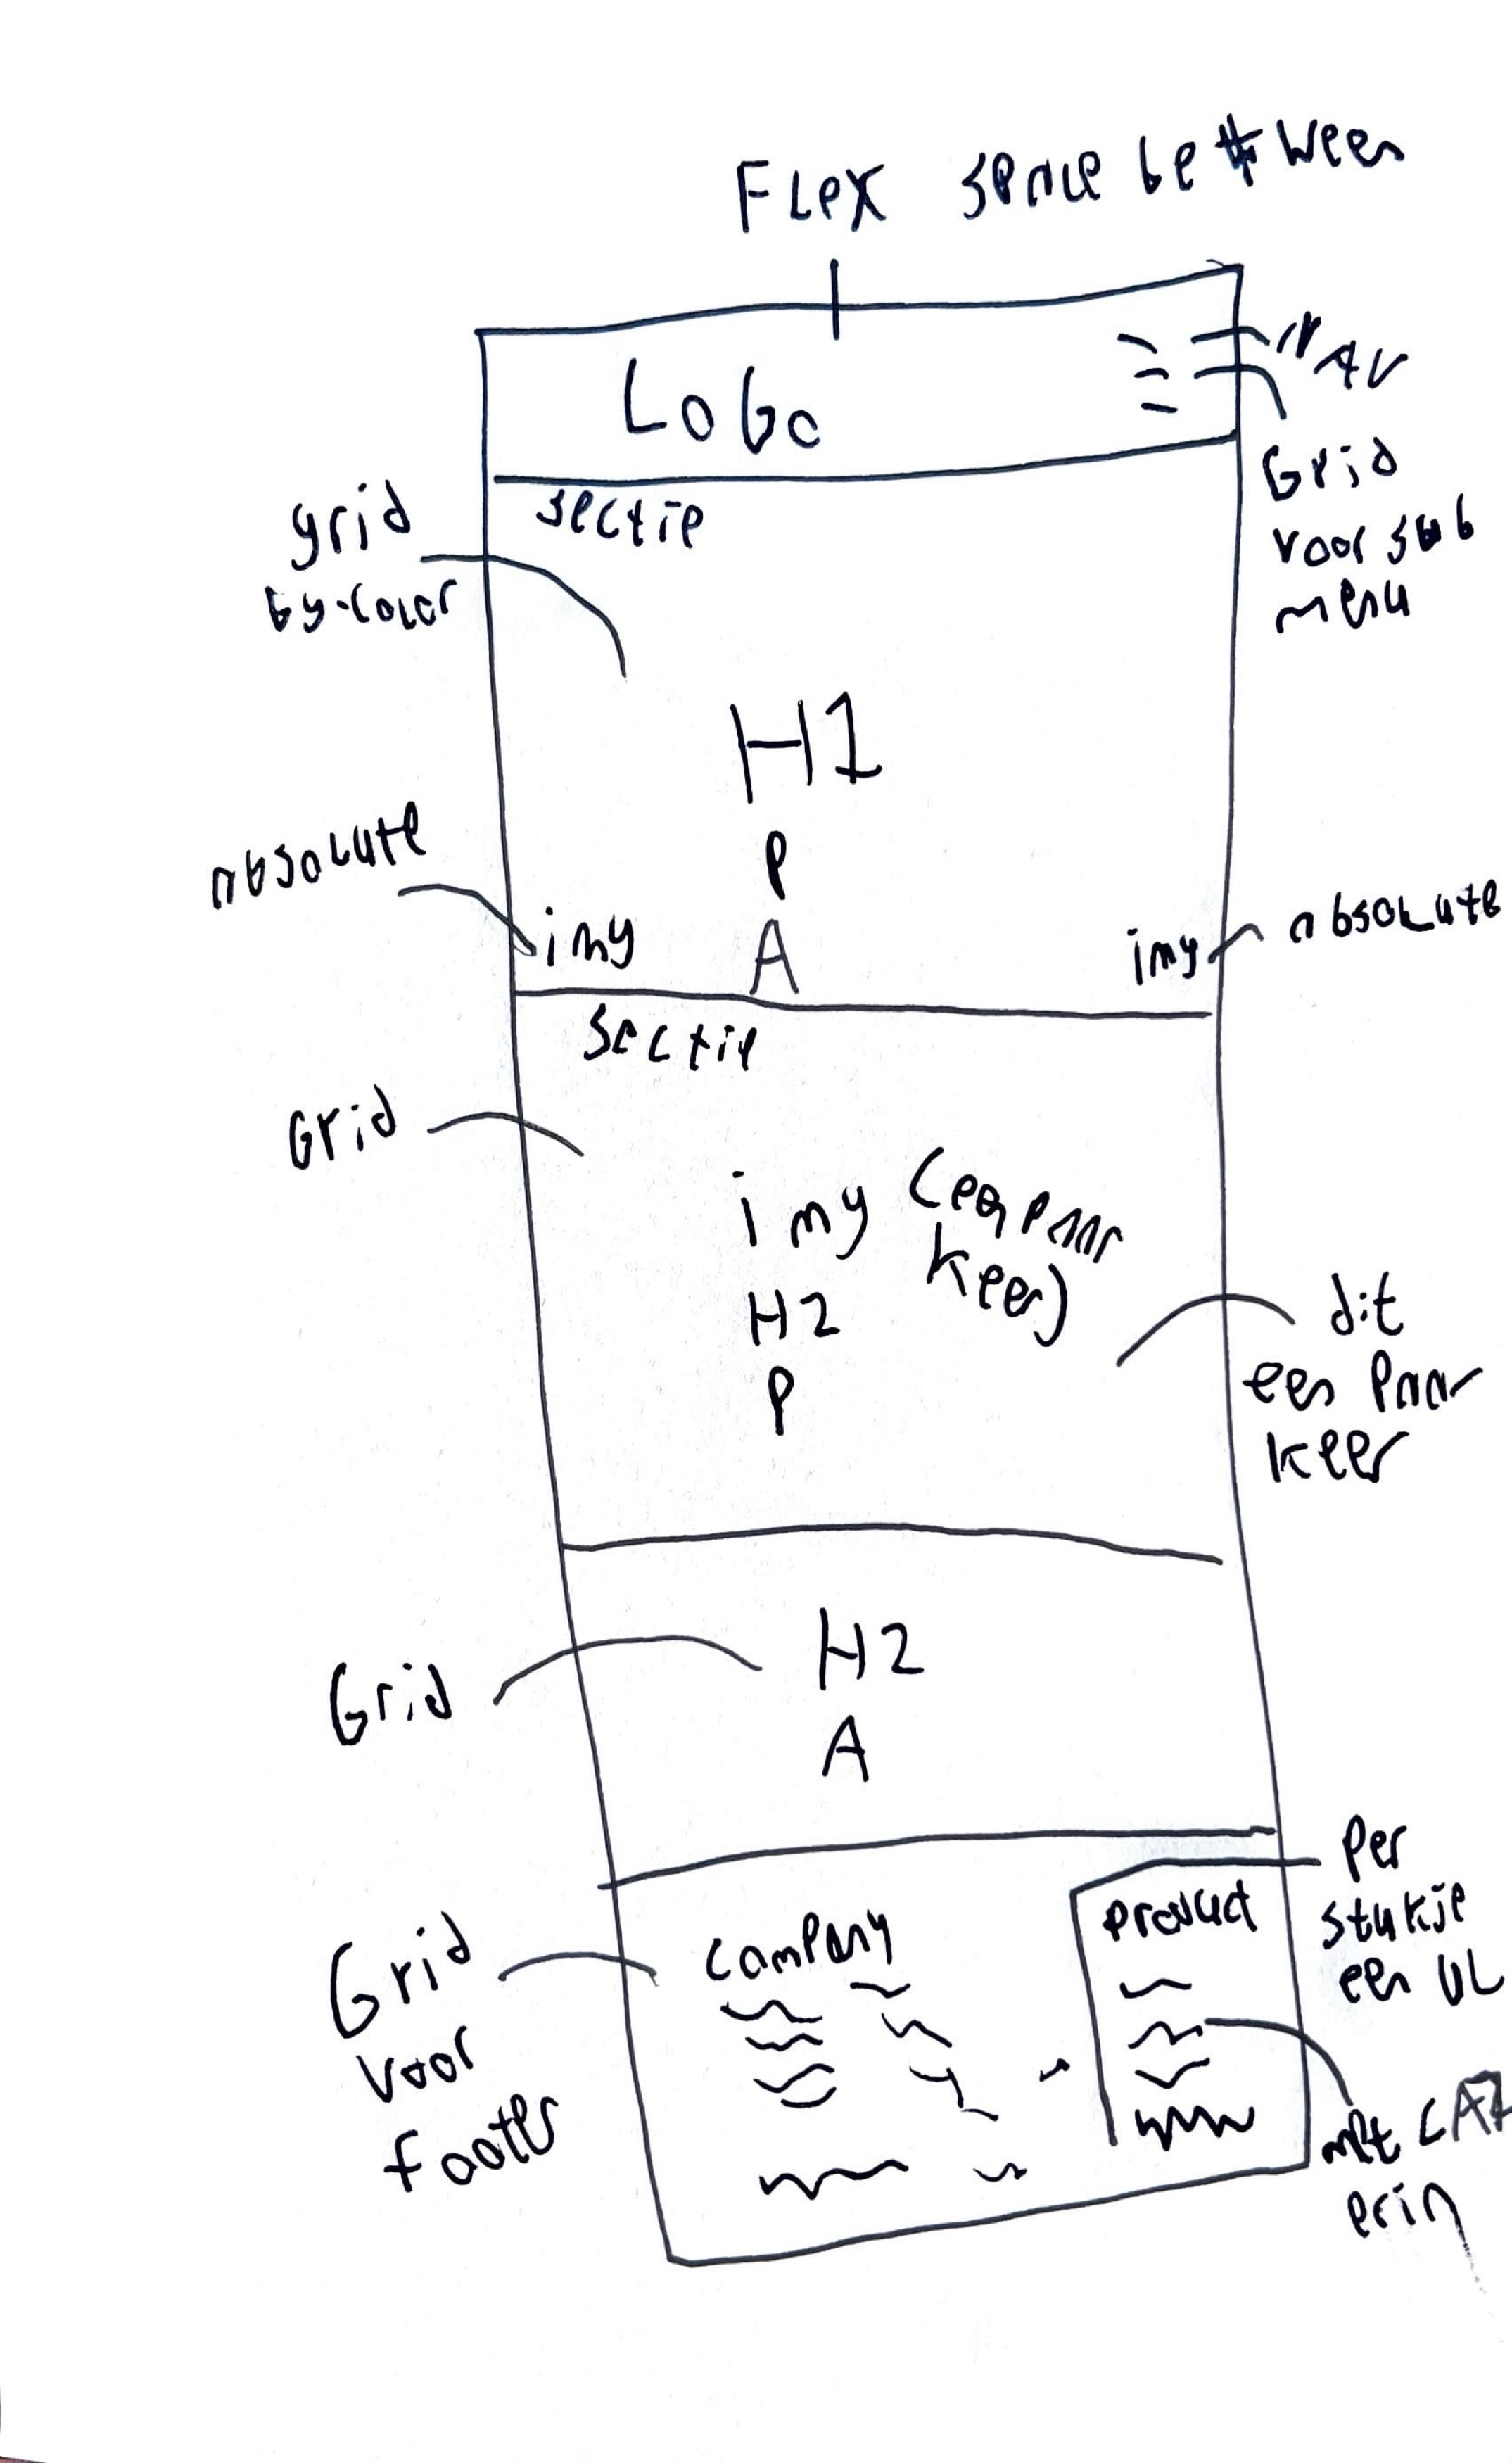 FLEX space between
NAV
LOGO
Grid
voor sub
menu
sectie
grid
bg-color
H1
P
A
absolute
img
img
absolute
sectie
Grid
img (een paar
keer)
H2
P
dit
een paar
keer
Grid
H2
A
Per
stukje
een UL
Product
Company
Grid
voor
footer
met <A>
erin